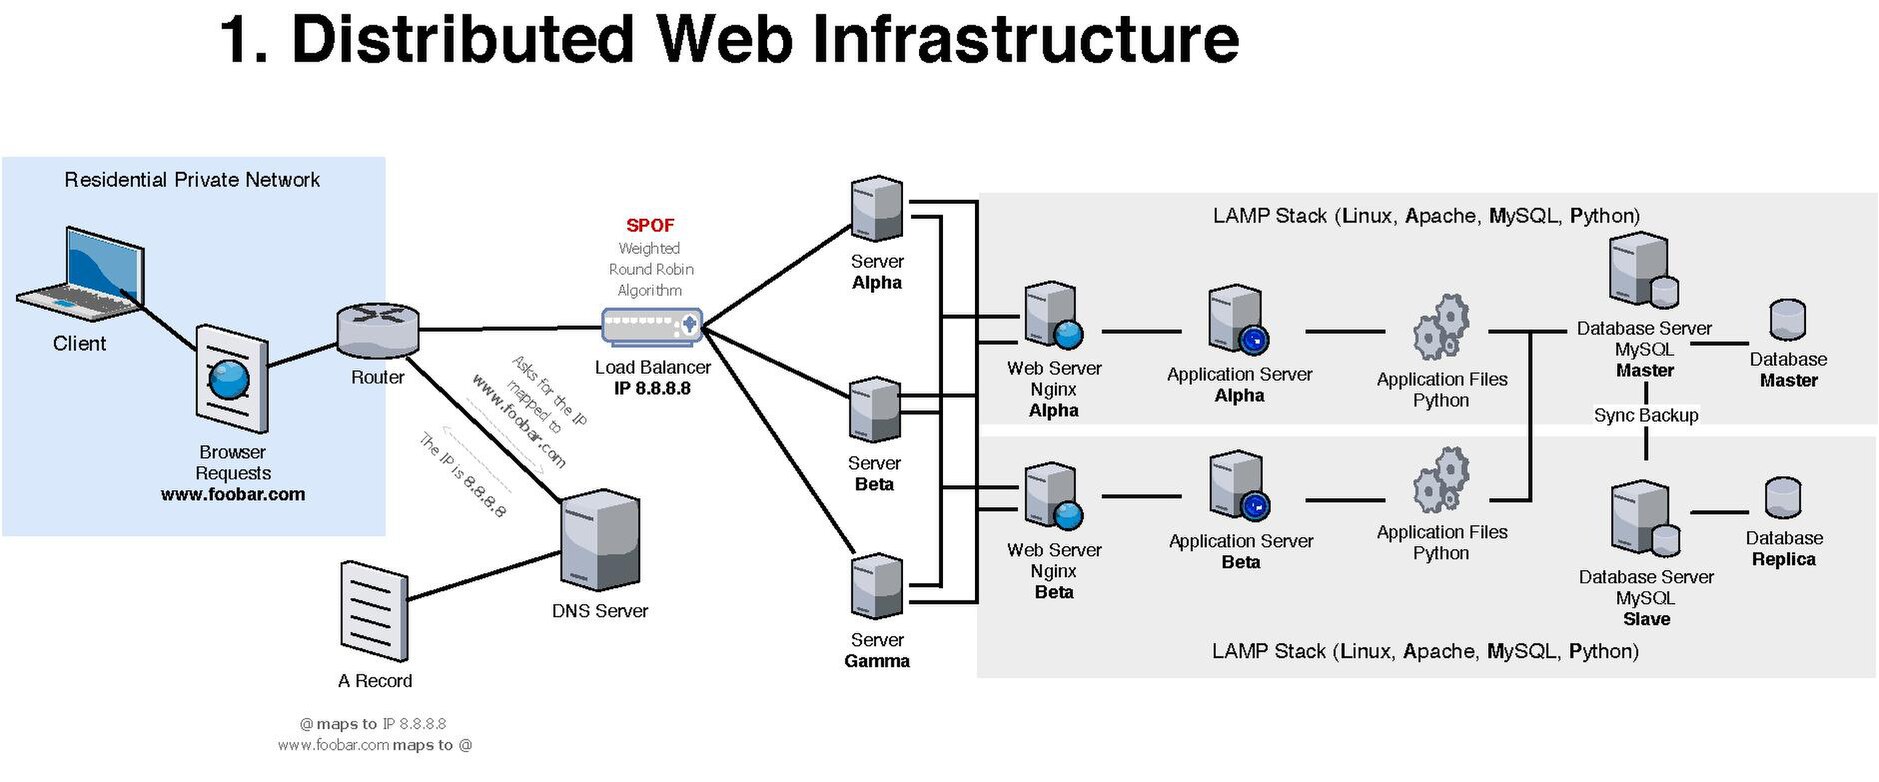 1. Distributed Web Infrastructure
Residential Private Network
Client
Browser
Requests
www.foobar.com
Router
Asks for the IP
mapped to
www.foobar.com
The IP is 8.8.8.8
DNS Server
A Record
@ maps to IP 8.8.8.8
www.foobar.com maps to @
SPOF
Weighted
Round Robin
Algorithm
Load Balancer
IP 8.8.8.8
Server
Alpha
Server
Beta
Server
Gamma
LAMP Stack (Linux, Apache, MySQL, Python)
Web Server
Nginx
Alpha
Application Server
Alpha
Application Files
Python
Database Server
MySQL
Master
Database
Master
Sync Backup
Web Server
Nginx
Beta
Application Server
Beta
Application Files
Python
Database Server
MySQL
Slave
Database
Replica
LAMP Stack (Linux, Apache, MySQL, Python)